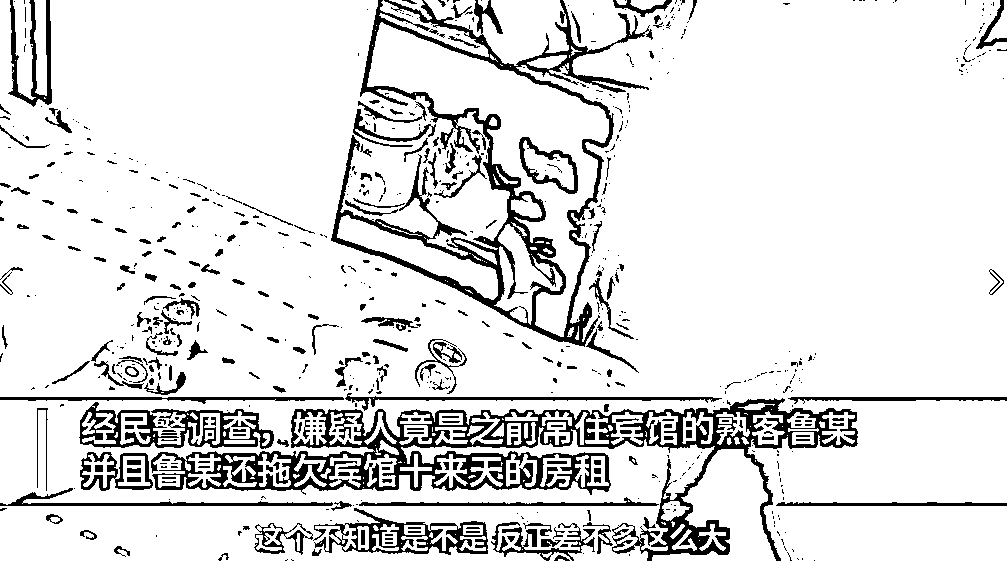 经民警调查，嫌疑人竟是之前常住宾馆的熟客鲁某
并且鲁某还拖欠宾馆十来天的房租
这个不知道是不是 反正差不多这么大